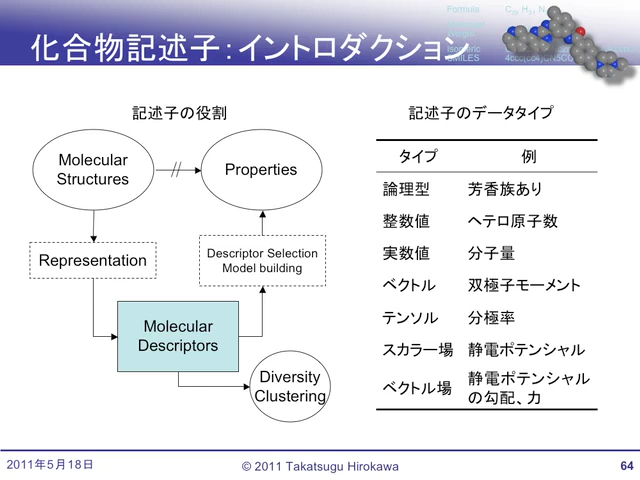 Formula
C29 H31 N
化合物記述子：イントロダクション
Isomeric
SMILES
記述子の役割
Molecular
Structures
Properties
Representation
Descriptor Selection
Model building
Molecular
Descriptors
Diversity
Clustering
記述子のデータタイプ
タイプ 例
論理型 芳香族あり
整数値 ヘテロ原子数
実数値 分子量
ベクトル 双極子モーメント
テンソル 分極率
スカラー場 静電ポテンシャル
ベクトル場 静電ポテンシャル
の勾配、力
2011年5月18日
© 2011 Takatsugu Hirokawa
64